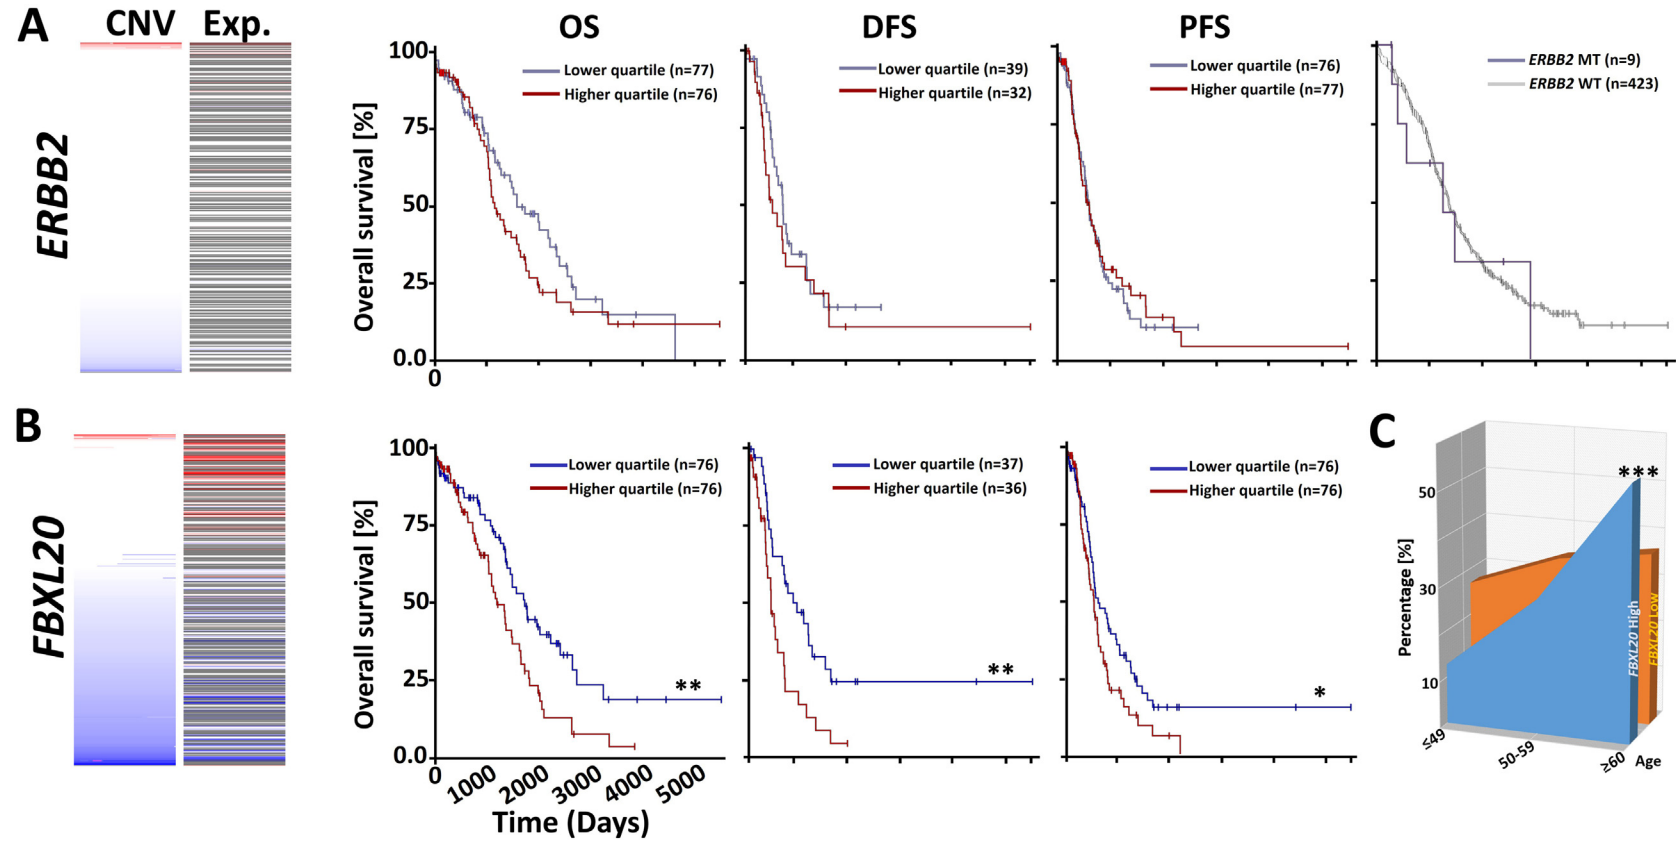 A
CNV
Exp.
OS
DFS
PFS
ERBB2
Overall survival [%]
100
75
50
25
0.0
0
Lower quartile (n=77)
Higher quartile (n=76)
Lower quartile (n=39)
Higher quartile (n=32)
Lower quartile (n=76)
Higher quartile (n=77)
ERBB2 MT (n=9)
ERBB2 WT (n=423)
B
FBXL20
Overall survival [%]
100
75
50
25
0.0
0
1000
2000
3000
4000
5000
Time (Days)
Lower quartile (n=76)
Higher quartile (n=76)
**
Lower quartile (n=37)
Higher quartile (n=36)
**
Lower quartile (n=76)
Higher quartile (n=76)
*
C
***
Percentage [%]
50
30
10
FBXL20 High
FBXL20 Low
≤49
50-59
≥60
Age